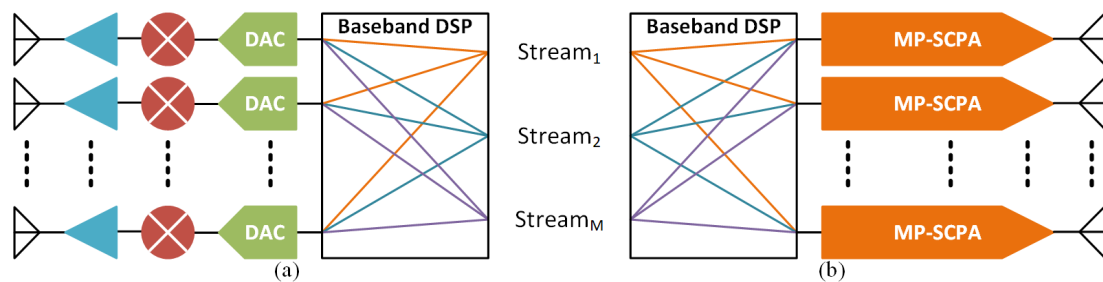 Baseband DSP
DAC
DAC
DAC
(a)
Stream1
Stream2
StreamM
Baseband DSP
MP-SCPA
MP-SCPA
MP-SCPA
(b)